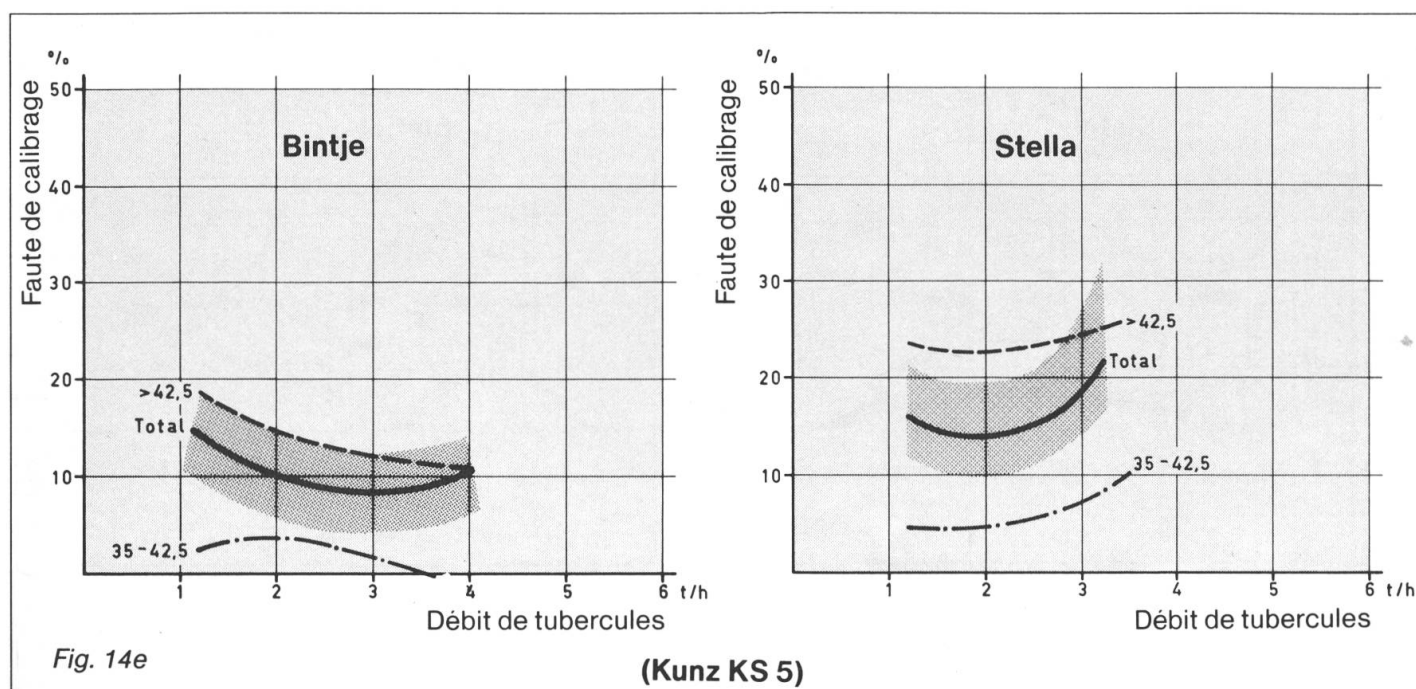 %
50
40
30
20
10
Faute de calibrage
Bintje
>42,5
Total
35-42,5
1 2 3 4 5 6 t/h
Débit de tubercules
%
50
40
30
20
10
Faute de calibrage
Stella
>42,5
Total
35-42,5
1 2 3 4 5 6 t/h
Débit de tubercules
Fig. 14e
(Kunz KS 5)